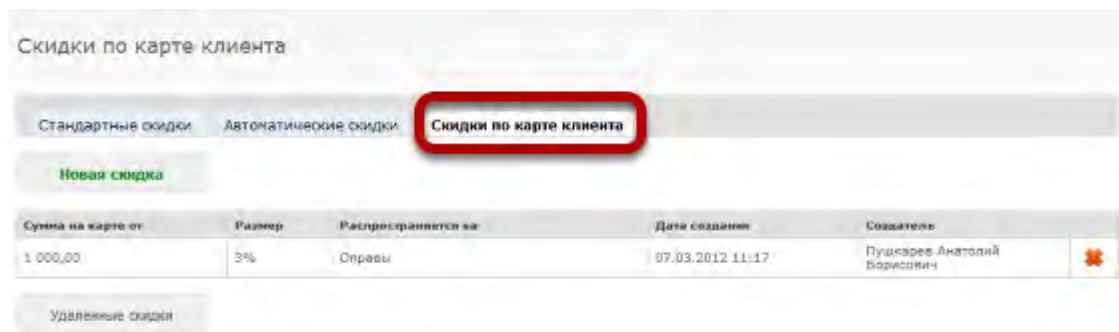 Скидки по карте клиента
Стандартные скидки Автоматические скидки Скидки по карте клиента
Новая скидка
Сумма на карте от Размер Распространяется на Дата создания Создатель
1 000,00 3% Оправы 07.03.2012 11:17 Пушкарев Анатолий
Борисович
Удаленные скидки